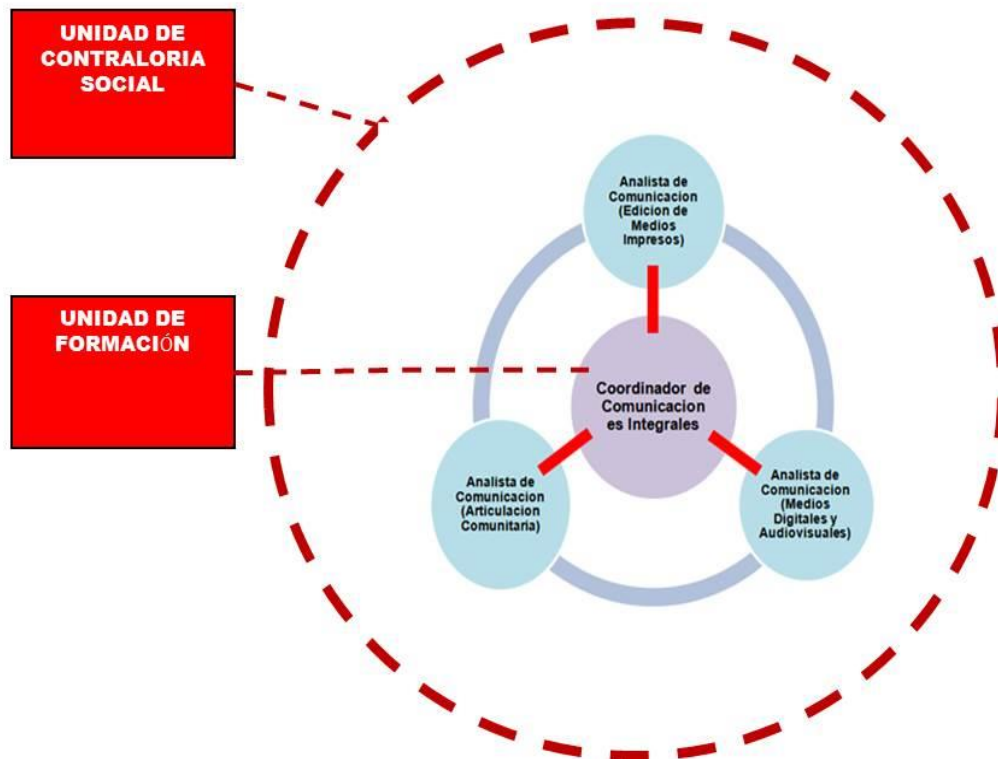 UNIDAD DE
CONTRALORIA
SOCIAL
Analista de
Comunicacion
(Edicion de
Medios
Impresos)
UNIDAD DE
FORMACIÓN
Coordinador de
Comunicacion
es Integrales
Analista de
Comunicacion
(Articulacion
Comunitaria)
Analista de
Comunicacion
(Medios
Digitales y
Audiovisuales)